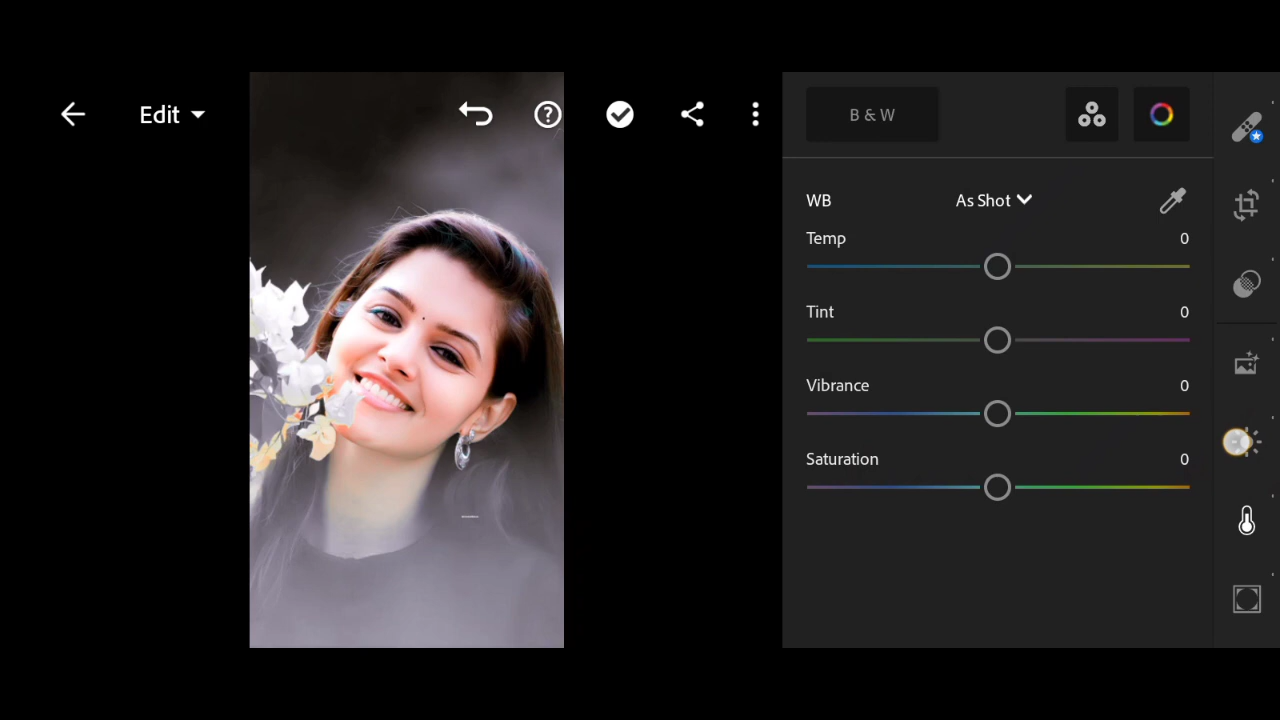 Edit
B & W
WB As Shot
Temp 0
Tint 0
Vibrance 0
Saturation 0